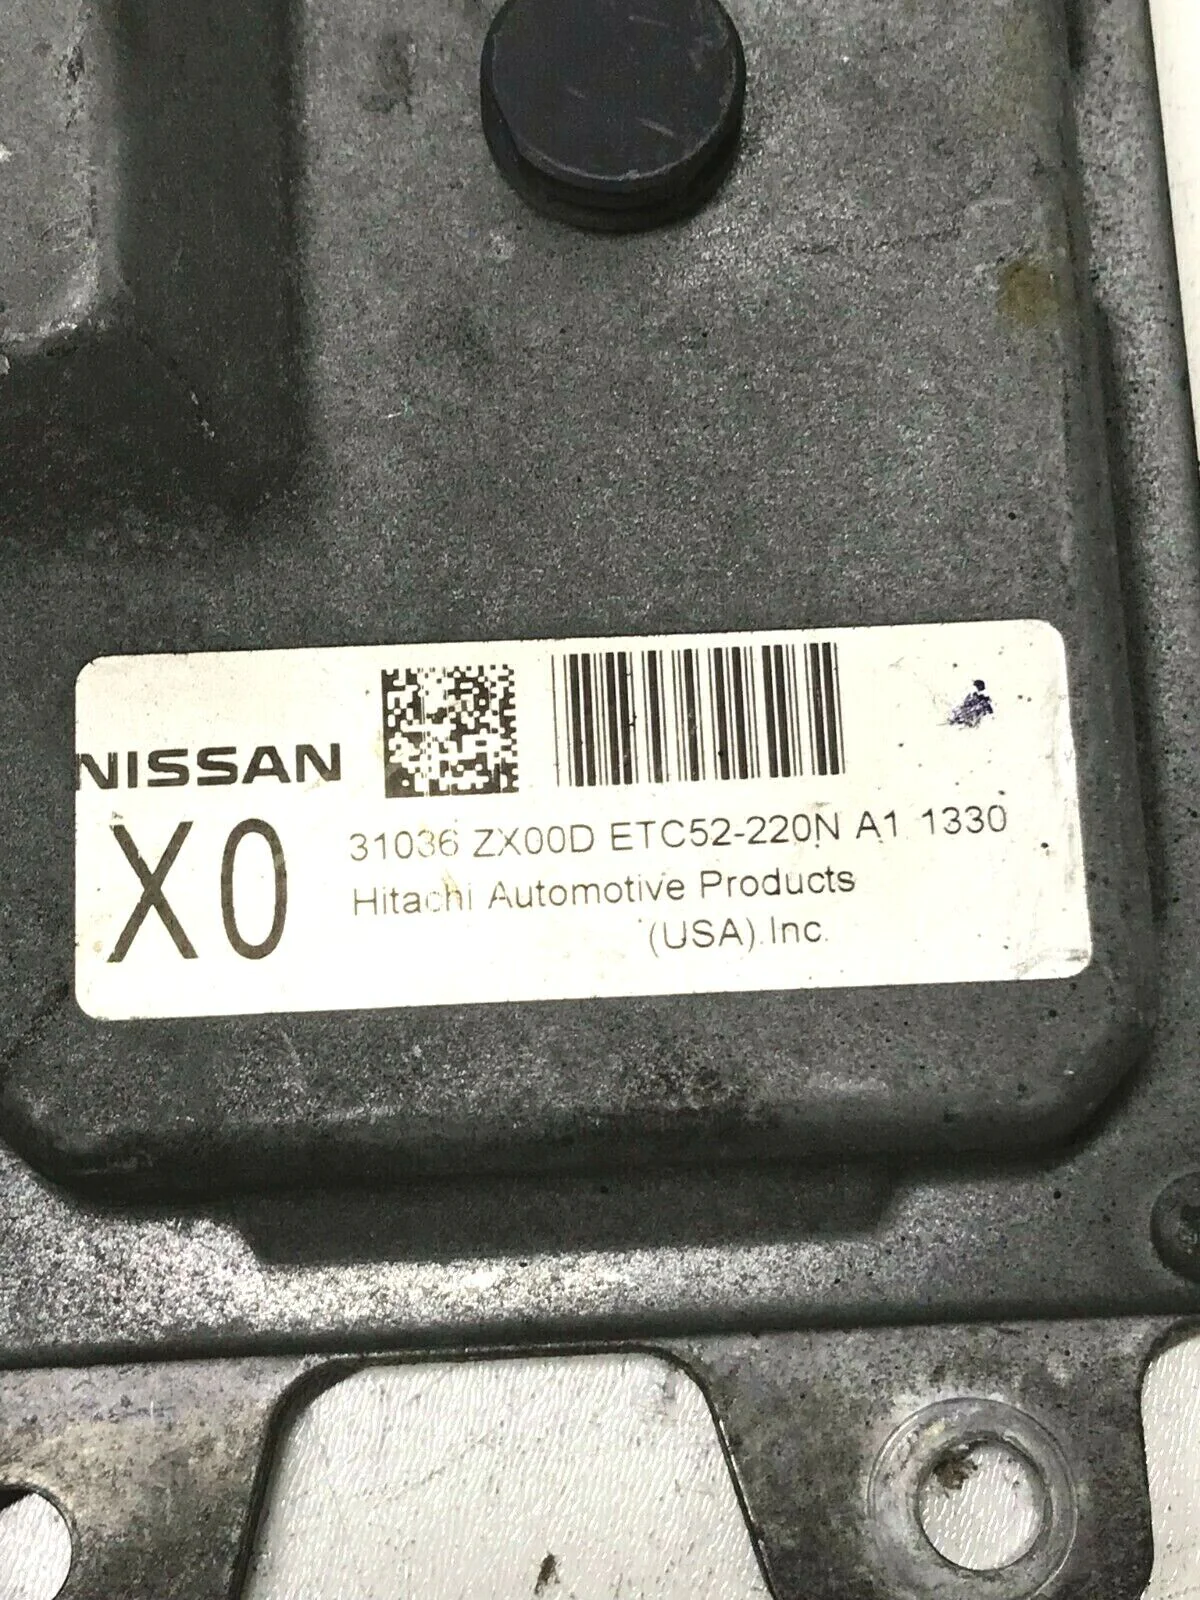 NISSAN
X0
31036 ZX00D ETC52-220N A1 1330
Hitachi Automotive Products
(USA).Inc.